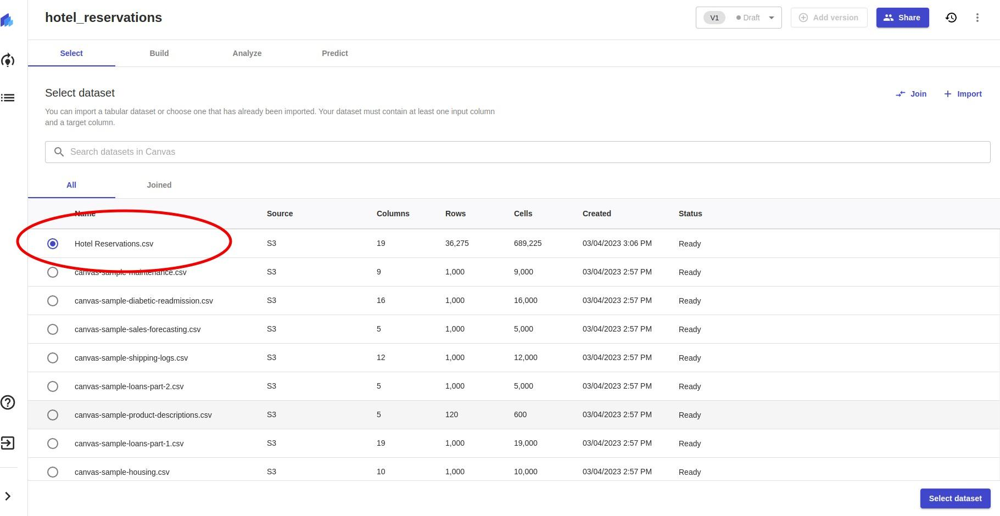 hotel_reservations
V1 Draft
Add version
Share
Select Build Analyze Predict
Select dataset
Join
Import
You can import a tabular dataset or choose one that has already been imported. Your dataset must contain at least one input column
and a target column.
Search datasets in Canvas
All Joined
Name Source Columns Rows Cells Created Status
Hotel Reservations.csv S3 19 36,275 689,225 03/04/2023 3:06 PM Ready
canvas-sample-maintenance.csv S3 9 1,000 9,000 03/04/2023 2:57 PM Ready
canvas-sample-diabetic-readmission.csv S3 16 1,000 16,000 03/04/2023 2:57 PM Ready
canvas-sample-sales-forecasting.csv S3 5 1,000 5,000 03/04/2023 2:57 PM Ready
canvas-sample-shipping-logs.csv S3 12 1,000 12,000 03/04/2023 2:57 PM Ready
canvas-sample-loans-part-2.csv S3 5 1,000 5,000 03/04/2023 2:57 PM Ready
canvas-sample-product-descriptions.csv S3 5 120 600 03/04/2023 2:57 PM Ready
canvas-sample-loans-part-1.csv S3 19 1,000 19,000 03/04/2023 2:57 PM Ready
canvas-sample-housing.csv S3 10 1,000 10,000 03/04/2023 2:57 PM Ready
Select dataset